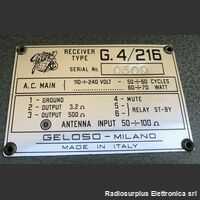 RECEIVER TYPE G.4/216
SERIAL No
A.C. MAIN 110÷240 VOLT - 50÷60 CYCLES
60÷70 WATT
1 - GROUND
2 - OUTPUT 3.2 Ω
3 - OUTPUT 500 Ω
4 - MUTE
5 -
6 -
RELAY ST-BY
ANTENNA INPUT 50÷100 Ω
GELOSO - MILANO
MADE IN ITALY
Radiosurplus Elettronica srl